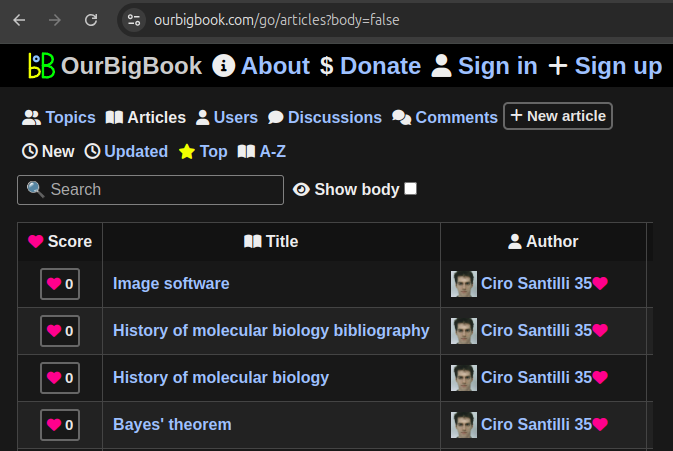 ourbigbook.com/go/articles?body=false
OurBigBook About $ Donate Sign in + Sign up
Topics Articles Users Discussions Comments + New article
New Updated Top A-Z
Search Show body
Score Title Author
0 Image software Ciro Santilli 35
0 History of molecular biology bibliography Ciro Santilli 35
0 History of molecular biology Ciro Santilli 35
0 Bayes' theorem Ciro Santilli 35